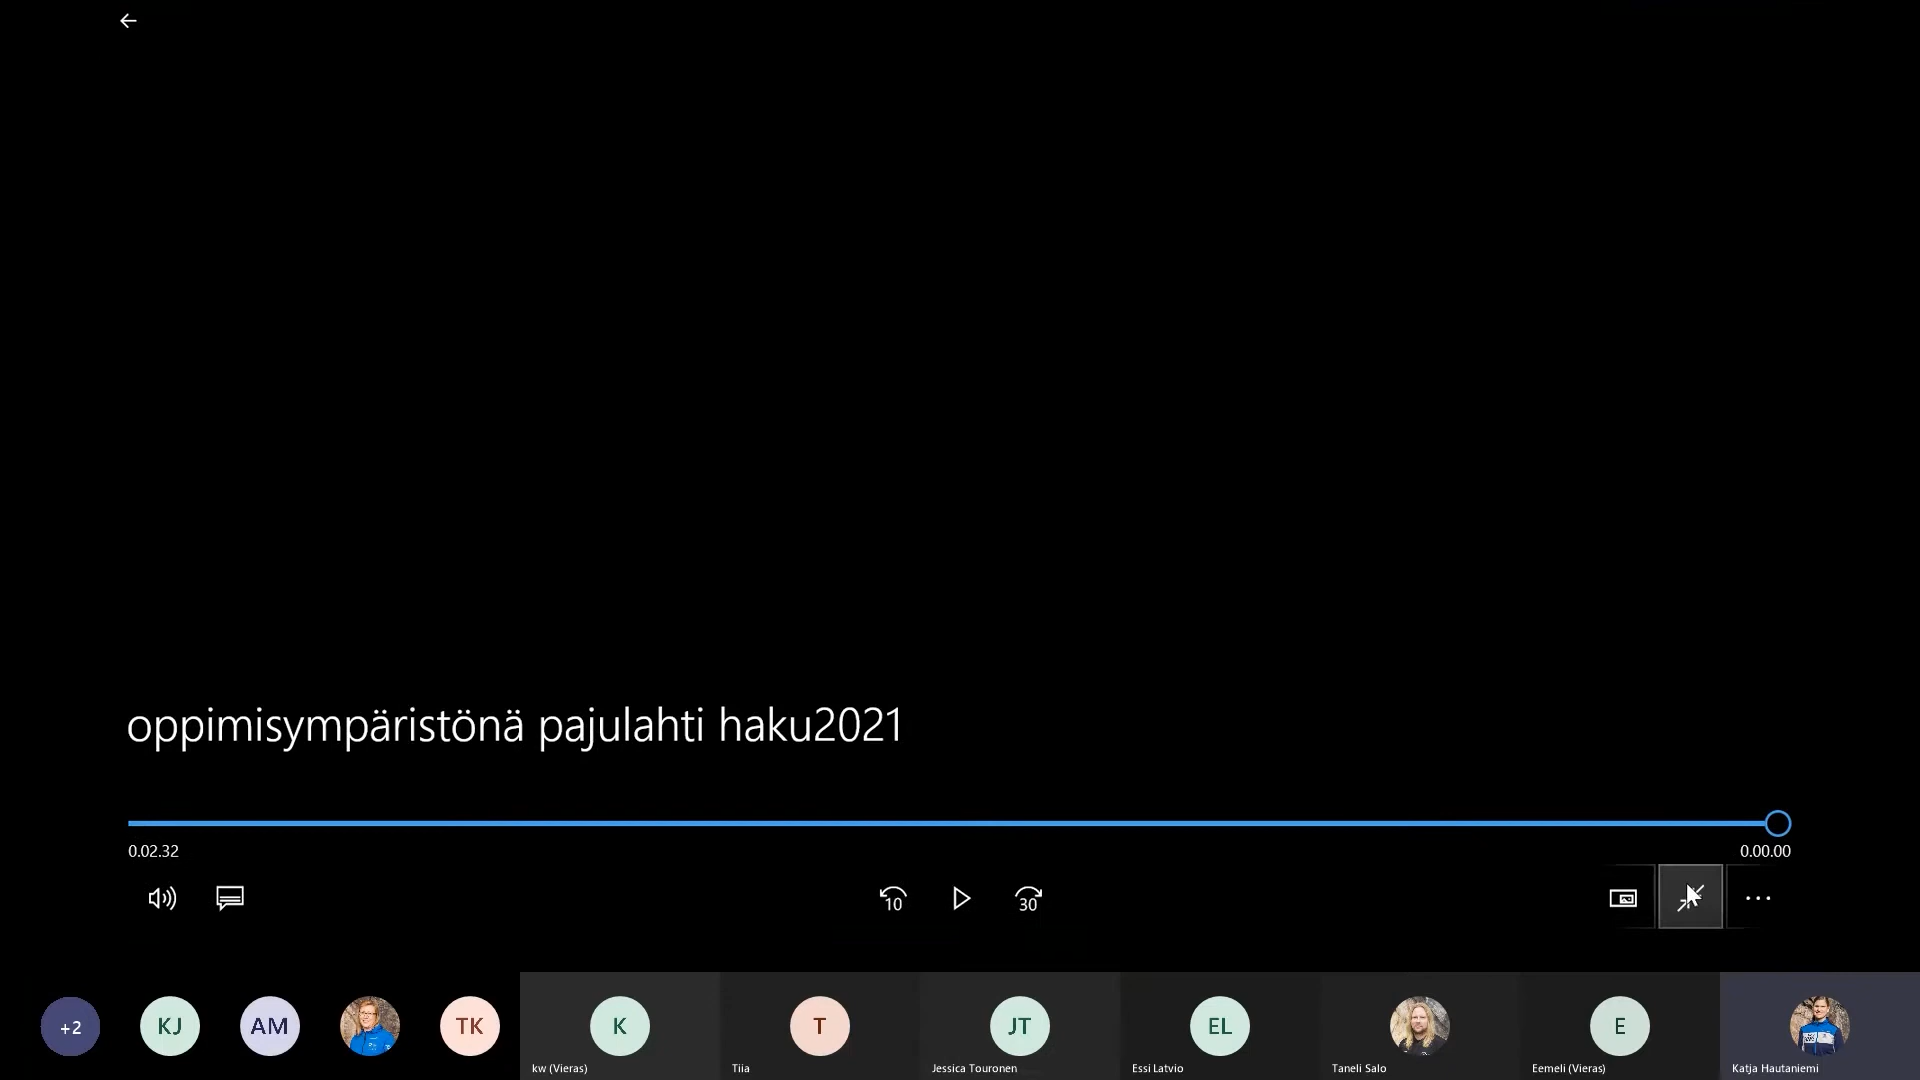 oppimisympäristönä pajulahti haku2021
0.02.32
0.00.00
10
30
+2
KJ
AM
TK
K
T
JT
EL
E
kw (Vieras)
Tiia
Jessica Touronen
Essi Latvio
Taneli Salo
Eemeli (Vieras)
Katja Hautaniemi